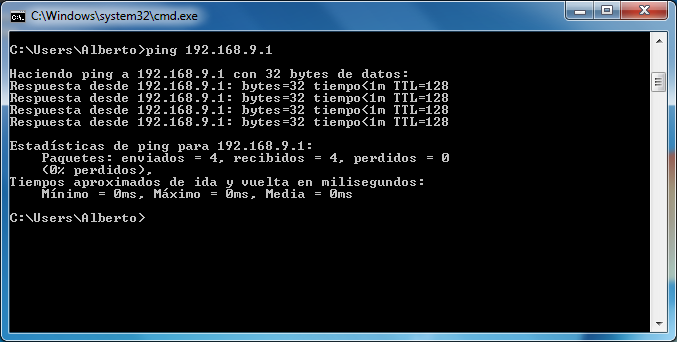 C:\Windows\system32\cmd.exe
C:\Users\Alberto>ping 192.168.9.1
Haciendo ping a 192.168.9.1 con 32 bytes de datos:
Respuesta desde 192.168.9.1: bytes=32 tiempo<1m TTL=128
Respuesta desde 192.168.9.1: bytes=32 tiempo<1m TTL=128
Respuesta desde 192.168.9.1: bytes=32 tiempo<1m TTL=128
Respuesta desde 192.168.9.1: bytes=32 tiempo<1m TTL=128
Estadísticas de ping para 192.168.9.1:
    Paquetes: enviados = 4, recibidos = 4, perdidos = 0
    (0% perdidos),
Tiempos aproximados de ida y vuelta en milisegundos:
    Mínimo = 0ms, Máximo = 0ms, Media = 0ms
C:\Users\Alberto>